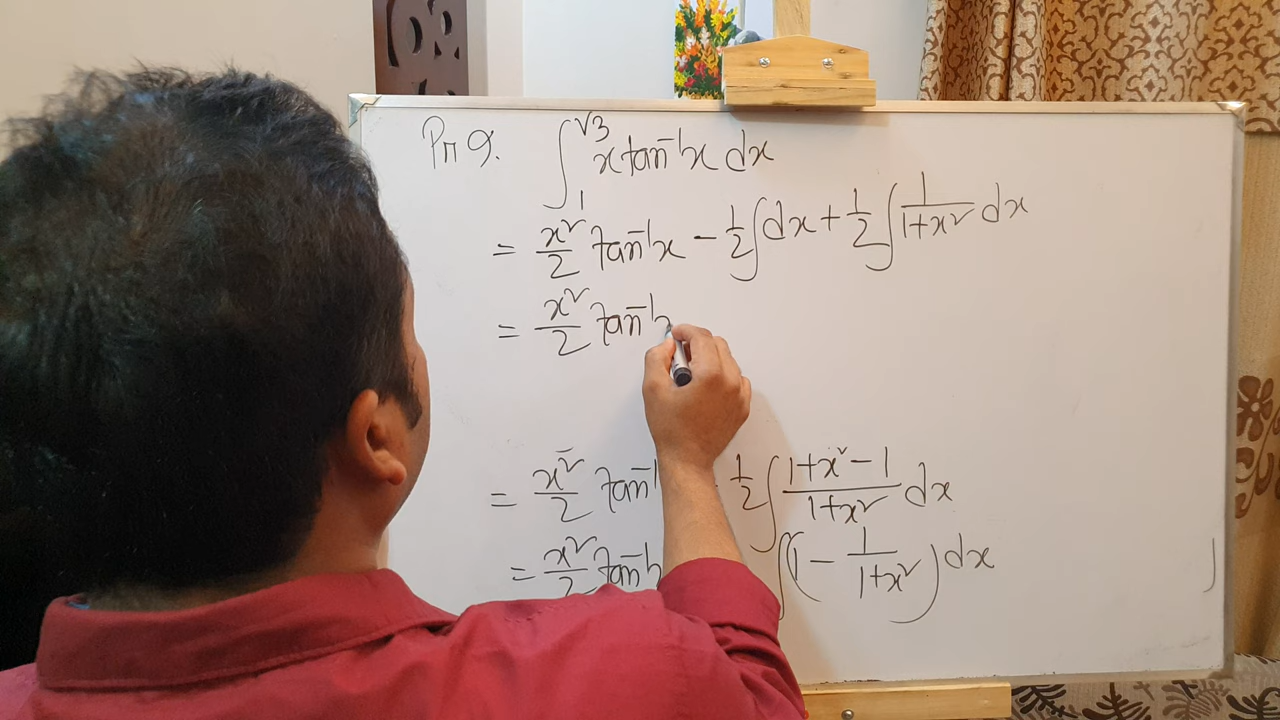 Pr 9. ∫₁^√3 x tan⁻¹x dx
= x²/2 tan⁻¹x − 1/2 ∫dx + 1/2 ∫ 1/(1+x²) dx
= x²/2 tan⁻¹x
= x²/2 tan⁻¹ - 1/2 ∫ (1+x²−1)/(1+x²) dx
= x²/2 tan⁻¹ ∫(1 − 1/(1+x²)) dx